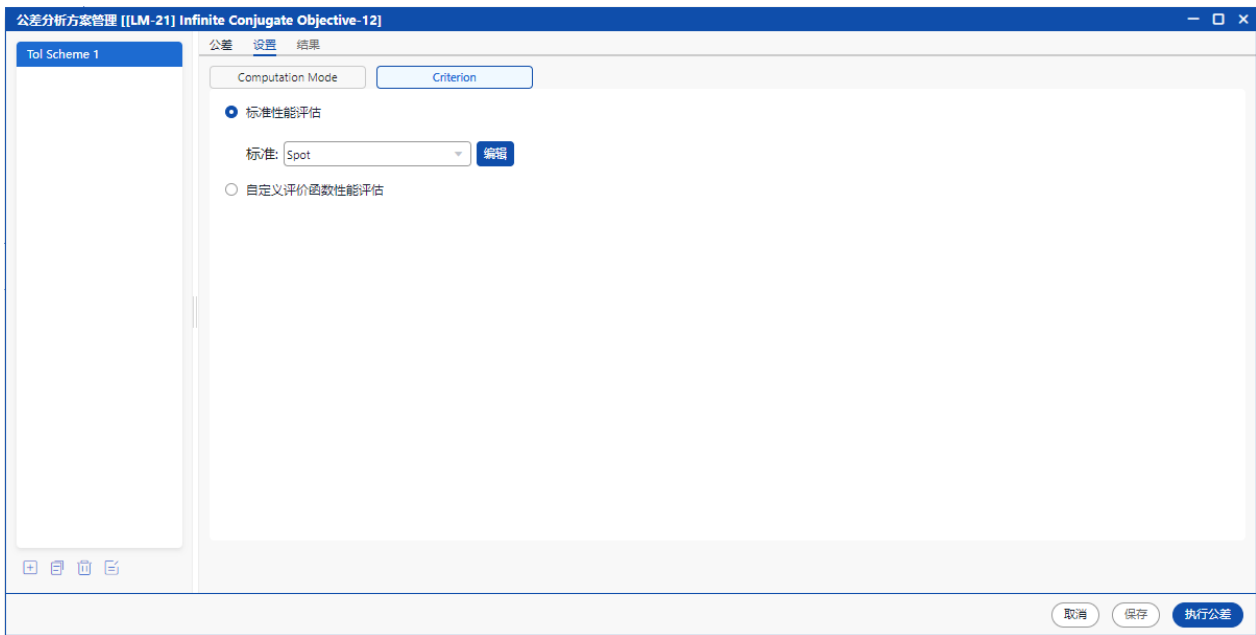 公差分析方案管理 [[LM-21] Infinite Conjugate Objective-12]
Tol Scheme 1
公差 设置 结果
Computation Mode Criterion
标准性能评估
标准: Spot 编辑
自定义评价函数性能评估
取消 保存 执行公差